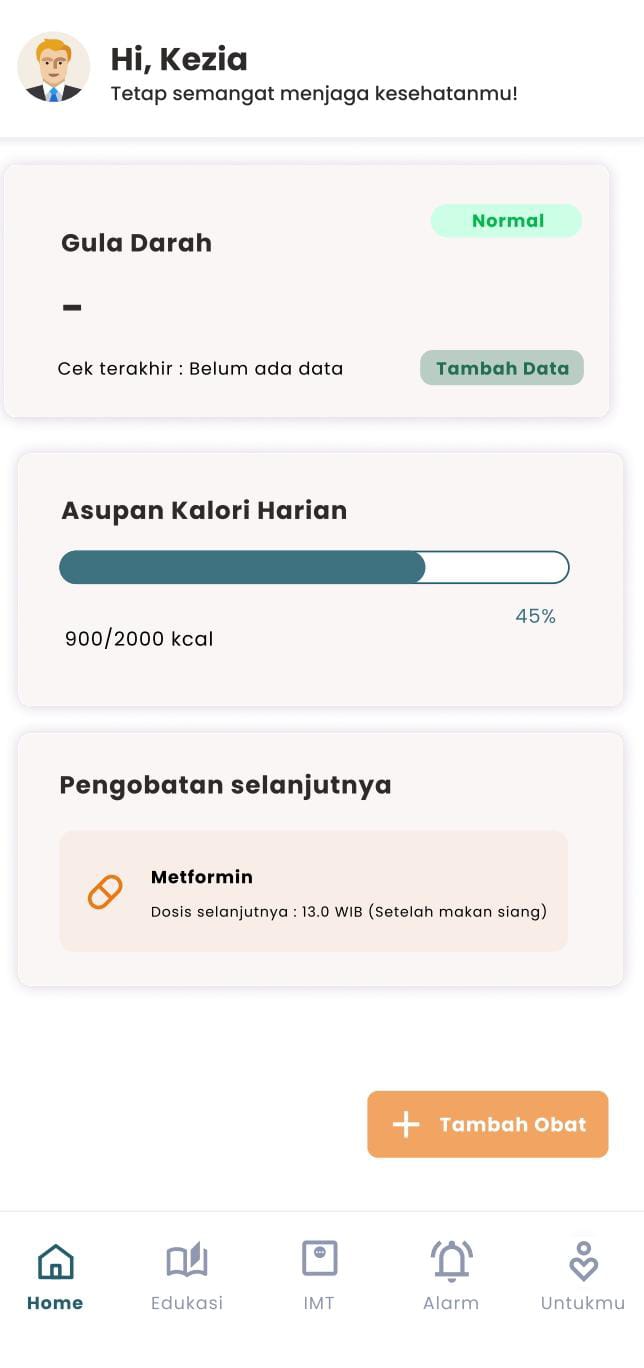 Hi, Kezia
Tetap semangat menjaga kesehatanmu!
Normal
Gula Darah
-
Cek terakhir : Belum ada data
Tambah Data
Asupan Kalori Harian
45%
900/2000 kcal
Pengobatan selanjutnya
Metformin
Dosis selanjutnya : 13.0 WIB (Setelah makan siang)
Tambah Obat
Home
Edukasi
IMT
Alarm
Untukmu